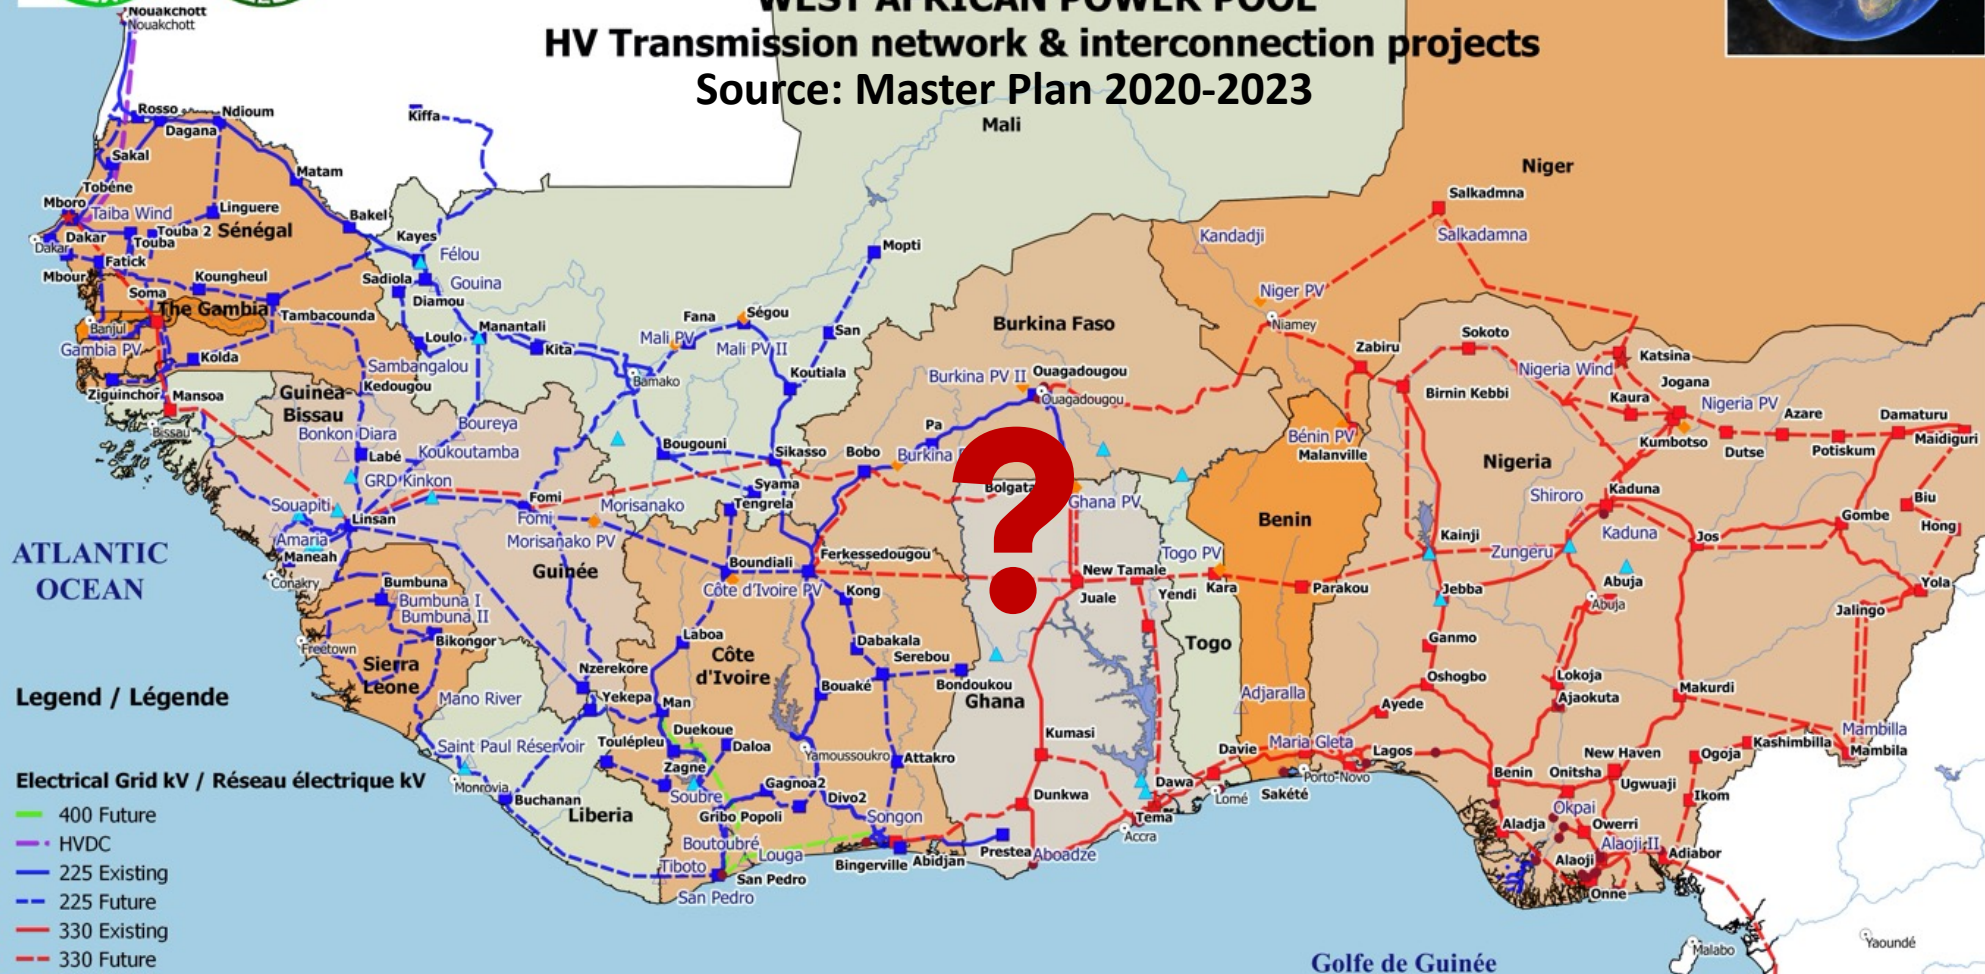 Nouakchott
Nouakchott
WEST AFRICAN POWER POOL
HV Transmission network & interconnection projects
Source: Master Plan 2020-2023
Mali
Niger
Kiffa
Rosso
Ndioum
Dagana
Sakal
Matam
Tobéne
Mboro
Taiba Wind
Linguere
Bakel
Touba 2
Sénégal
Dakar
Dakar
Touba
Kayes
Félou
Fatick
Mbour
Koungheul
Sadiola
Gouina
Diamou
Soma
The Gambia
Tambacounda
Banjul
Gambia PV
Kolda
Loulo
Manantali
Kita
Sambangalou
Kedougou
Ziguinchor
Mansoa
Bissau
Guinea-
Bissau
Mopti
Fana
Ségou
San
Mali PV
Mali PV II
Koutiala
Bamako
Bougouni
Sikasso
Syama
Tengrela
Salkadmna
Salkadamna
Kandadji
Niger PV
Niamey
Burkina Faso
Burkina PV II
Ouagadougou
Ouagadougou
Pa
Bobo
Burkina
Bolgata
Ghana PV
?
Zabiru
Sokoto
Birnin Kebbi
Nigeria Wind
Katsina
Jogana
Kaura
Nigeria PV
Kumbotso
Azare
Damaturu
Maidiguri
Dutse
Potiskum
Bénin PV
Malanville
Nigeria
Benin
Bonkon Diara
Boureya
Koukoutamba
Labé
GRD Kinkon
Souapiti
Linsan
Fomi
Fomi
Morisanako
Morisanako PV
Amaria
Maneah
Conakry
Guinée
Boundiali
Ferkessedougou
Côte d'Ivoire PV
Kong
New Tamale
Juale
Yendi
Togo PV
Kara
Parakou
Kainji
Shiroro
Zungeru
Kaduna
Kaduna
Jos
Gombe
Biu
Hong
Yola
Jalingo
Abuja
Abuja
Jebba
Ganmo
Oshogbo
Lokoja
Ajaokuta
Makurdi
ATLANTIC
OCEAN
Bumbuna
Bumbuna I
Bumbuna II
Bikongor
Freetown
Sierra
Leone
Laboa
Côte
d'Ivoire
Dabakala
Serebou
Bondoukou
Bouaké
Ghana
Togo
Adjaralla
Ayede
Nzerekore
Yekepa
Man
Mano River
Saint Paul Réservoir
Toulépleu
Duekoue
Daloa
Zagne
Yamoussoukro
Attakro
Kumasi
Davie
Maria Gleta
Lagos
Porto-Novo
Sakété
Lomé
Dawa
Tema
Accra
Benin
Onitsha
New Haven
Ugwuaji
Ogoja
Kashimbilla
Mambilla
Mambila
Ikom
Okpai
Aladja
Owerri
Alaoji II
Alaoji
Adiabor
Onne
Monrovia
Buchanan
Liberia
Soubre
Gagnoa2
Divo2
Gribo Popoli
Songon
Boutoubré
Louga
Tiboto
San Pedro
San Pedro
Bingerville
Abidjan
Prestea
Aboadze
Dunkwa
Malabo
Yaoundé
Golfe de Guinée
Legend / Légende
Electrical Grid kV / Réseau électrique kV
400 Future
HVDC
225 Existing
225 Future
330 Existing
330 Future